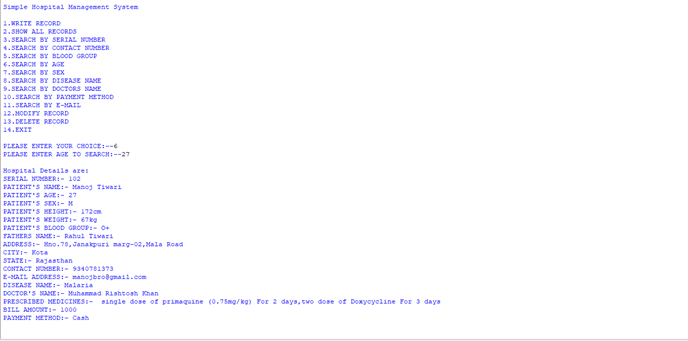 Simple Hospital Management System
1.WRITE RECORD
2.SHOW ALL RECORDS
3.SEARCH BY SERIAL NUMBER
4.SEARCH BY CONTACT NUMBER
5.SEARCH BY BLOOD GROUP
6.SEARCH BY AGE
7.SEARCH BY SEX
8.SEARCH BY DISEASE NAME
9.SEARCH BY DOCTORS NAME
10.SEARCH BY PAYMENT METHOD
11.SEARCH BY E-MAIL
12.MODIFY RECORD
13.DELETE RECORD
14.EXIT
PLEASE ENTER YOUR CHOICE:--6
PLEASE ENTER AGE TO SEARCH:--27
Hospital Details are:
SERIAL NUMBER:- 102
PATIENT'S NAME:- Manoj Tiwari
PATIENT'S AGE:- 27
PATIENT'S SEX:- M
PATIENT'S HEIGHT:- 172cm
PATIENT'S WEIGHT:- 67kg
PATIENT'S BLOOD GROUP:- O+
FATHERS NAME:- Rahul Tiwari
ADDRESS:- Hno.78,Janakpuri marg-02,Mala Road
CITY:- Kota
STATE:- Rajasthan
CONTACT NUMBER:- 9340781373
E-MAIL ADDRESS:- manojbro@gmail.com
DISEASE NAME:- Malaria
DOCTOR'S NAME:- Muhammad Rishtosh Khan
PRESCRIBED MEDICINES:-  single dose of primaquine (0.75mg/kg) For 2 days,two dose of Doxycycline For 3 days
BILL AMOUNT:- 1000
PAYMENT METHOD:- Cash